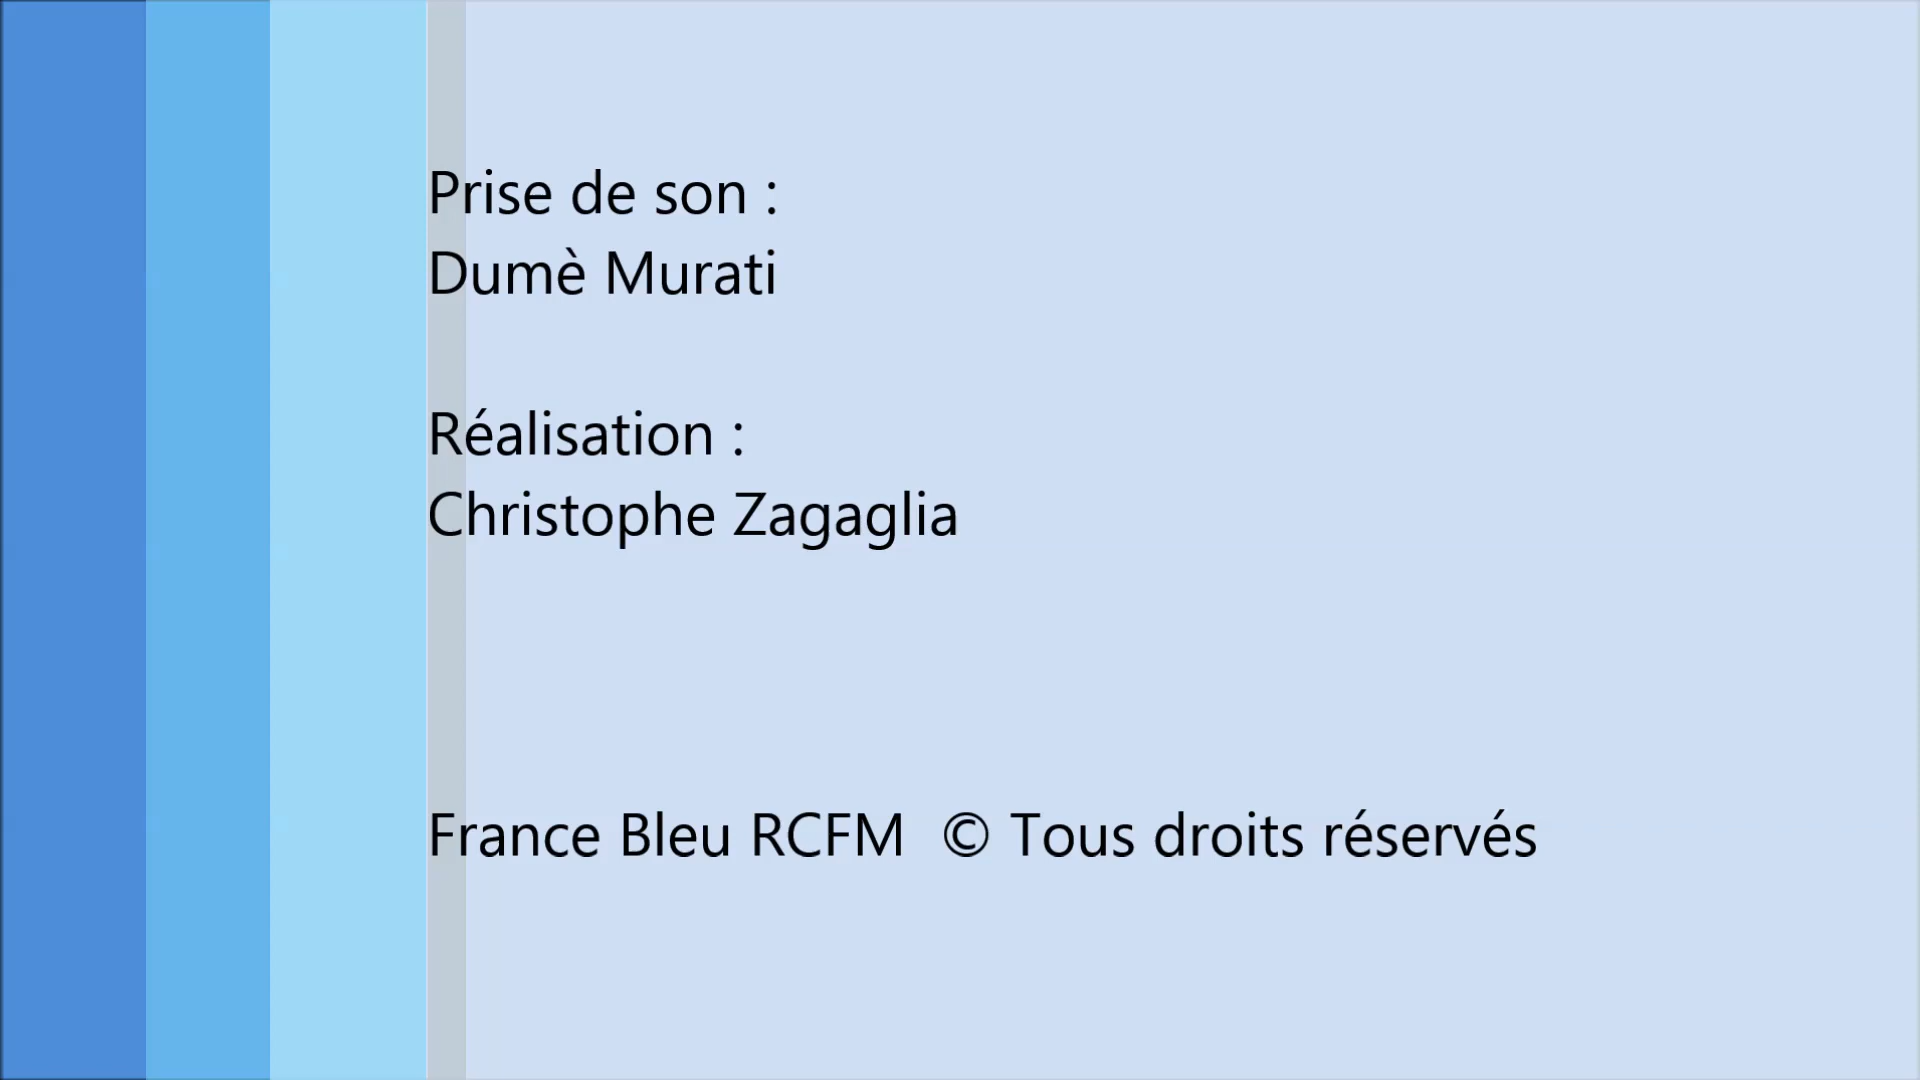 Prise de son :
Dumè Murati
Réalisation :
Christophe Zagaglia
France Bleu RCFM  © Tous droits réservés